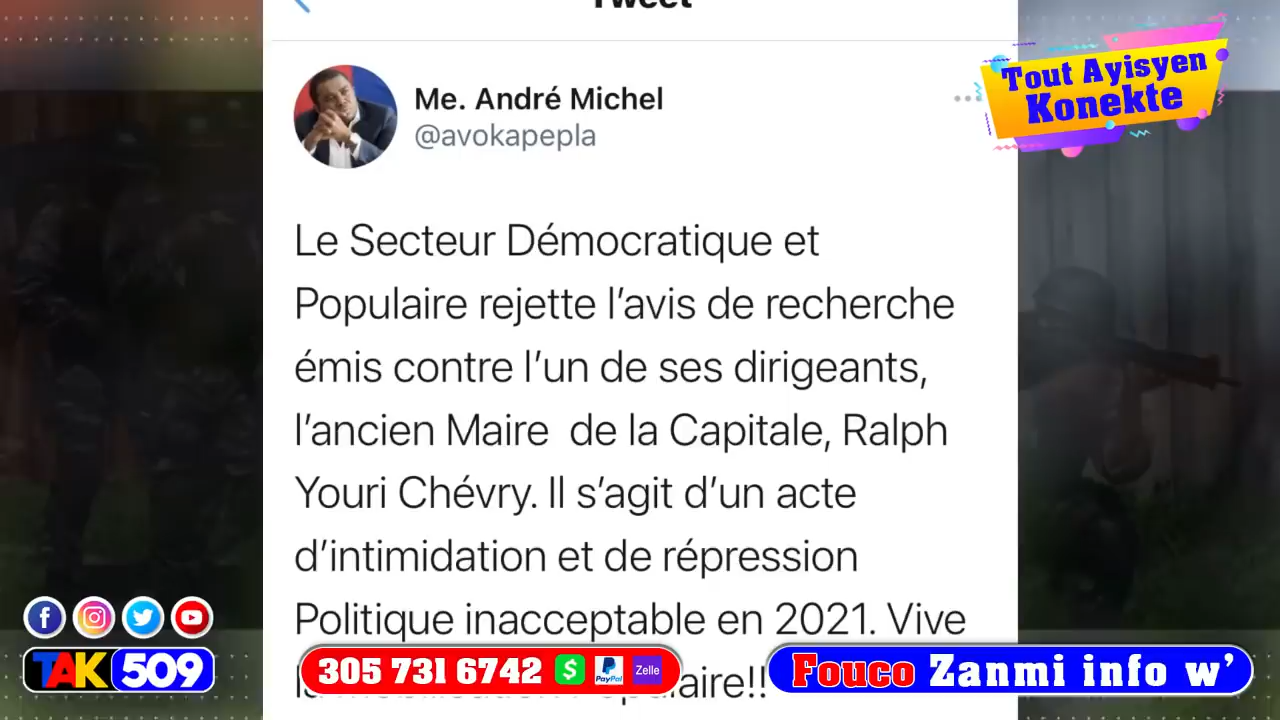 Tweet
Me. André Michel
@avokapepla
Tout Ayisyen
Konekte
Le Secteur Démocratique et
Populaire rejette l’avis de recherche
émis contre l’un de ses dirigeants,
l’ancien Maire  de la Capitale, Ralph
Youri Chévry. Il s’agit d’un acte
d’intimidation et de répression
Politique inacceptable en 2021. Vive
TAK 509
305 731 6742 $ PayPal Zelle
Fouco Zanmi info w’